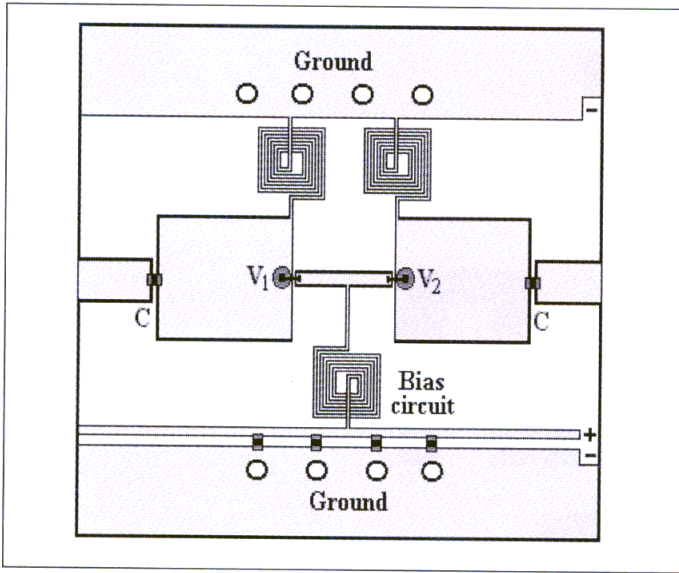 Ground
-
V1
V2
C
C
Bias
circuit
+
-
Ground